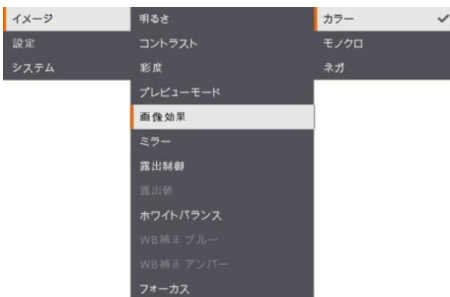 イメージ
設定
システム
明るさ
コントラスト
彩度
プレビューモード
画像効果
ミラー
露出制御
露出値
ホワイトバランス
WB補正 ブルー
WB補正 アンバー
フォーカス
カラー
モノクロ
ネガ